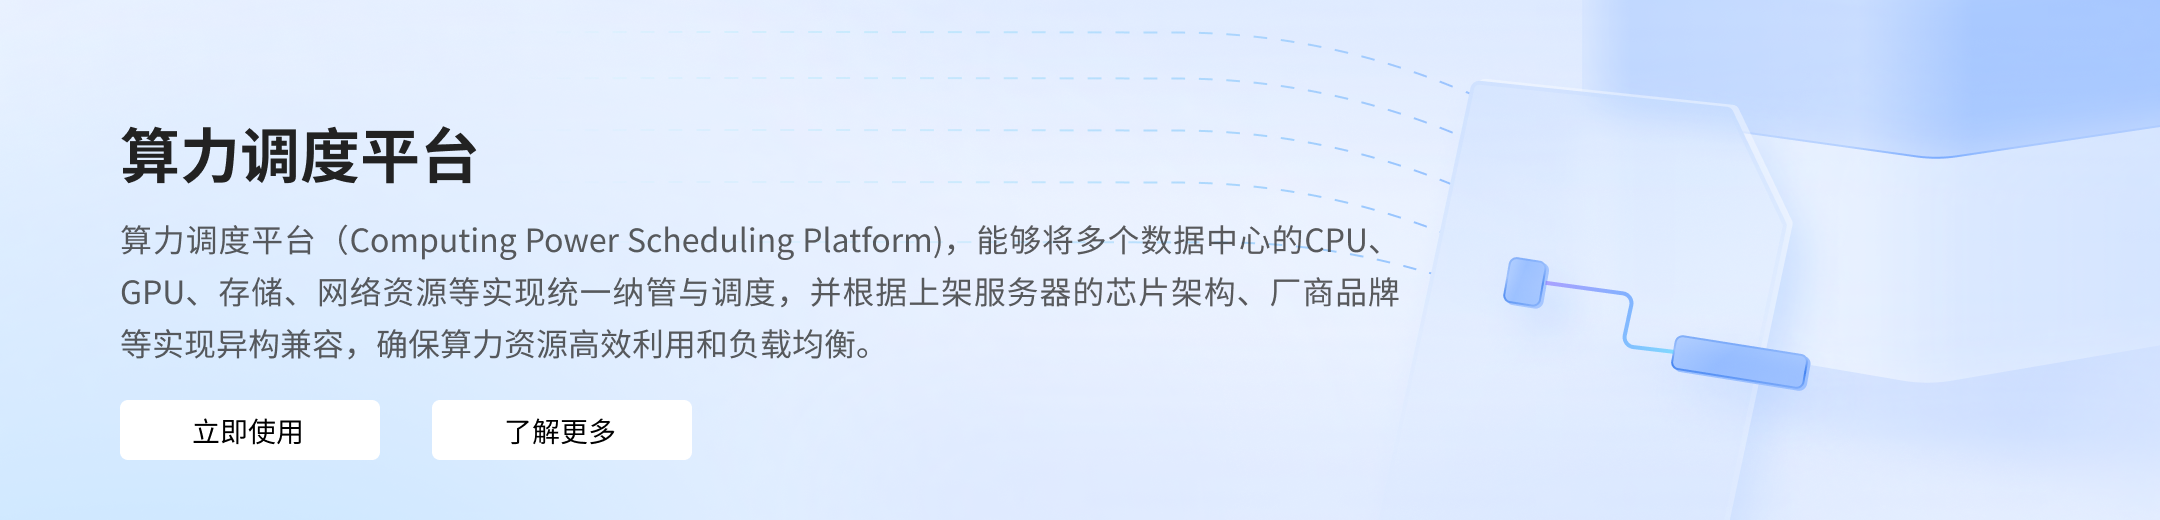 算力调度平台
算力调度平台（Computing Power Scheduling Platform)，能够将多个数据中心的CPU、
GPU、存储、网络资源等实现统一纳管与调度，并根据上架服务器的芯片架构、厂商品牌
等实现异构兼容，确保算力资源高效利用和负载均衡。
立即使用
了解更多